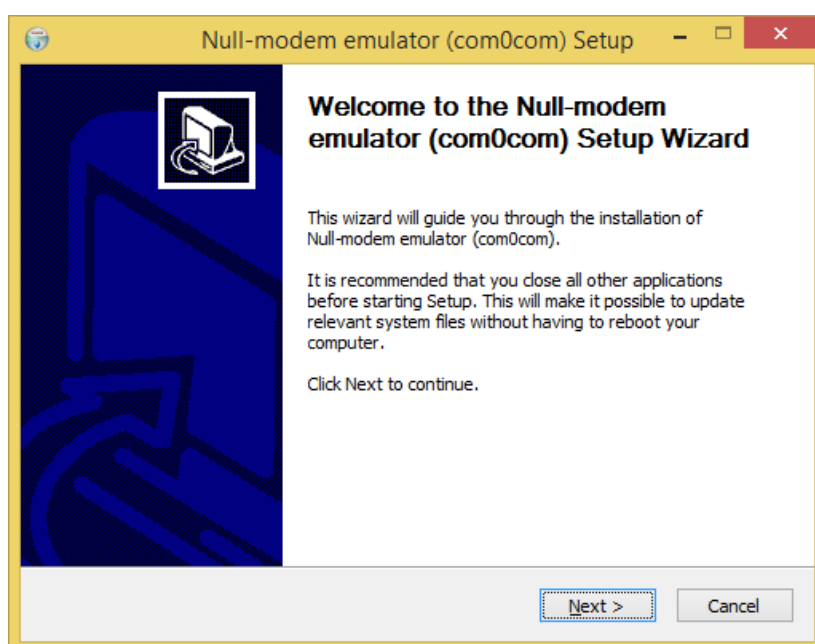 Null-modem emulator (com0com) Setup
Welcome to the Null-modem
emulator (com0com) Setup Wizard
This wizard will guide you through the installation of
Null-modem emulator (com0com).
It is recommended that you close all other applications
before starting Setup. This will make it possible to update
relevant system files without having to reboot your
computer.
Click Next to continue.
Next >
Cancel